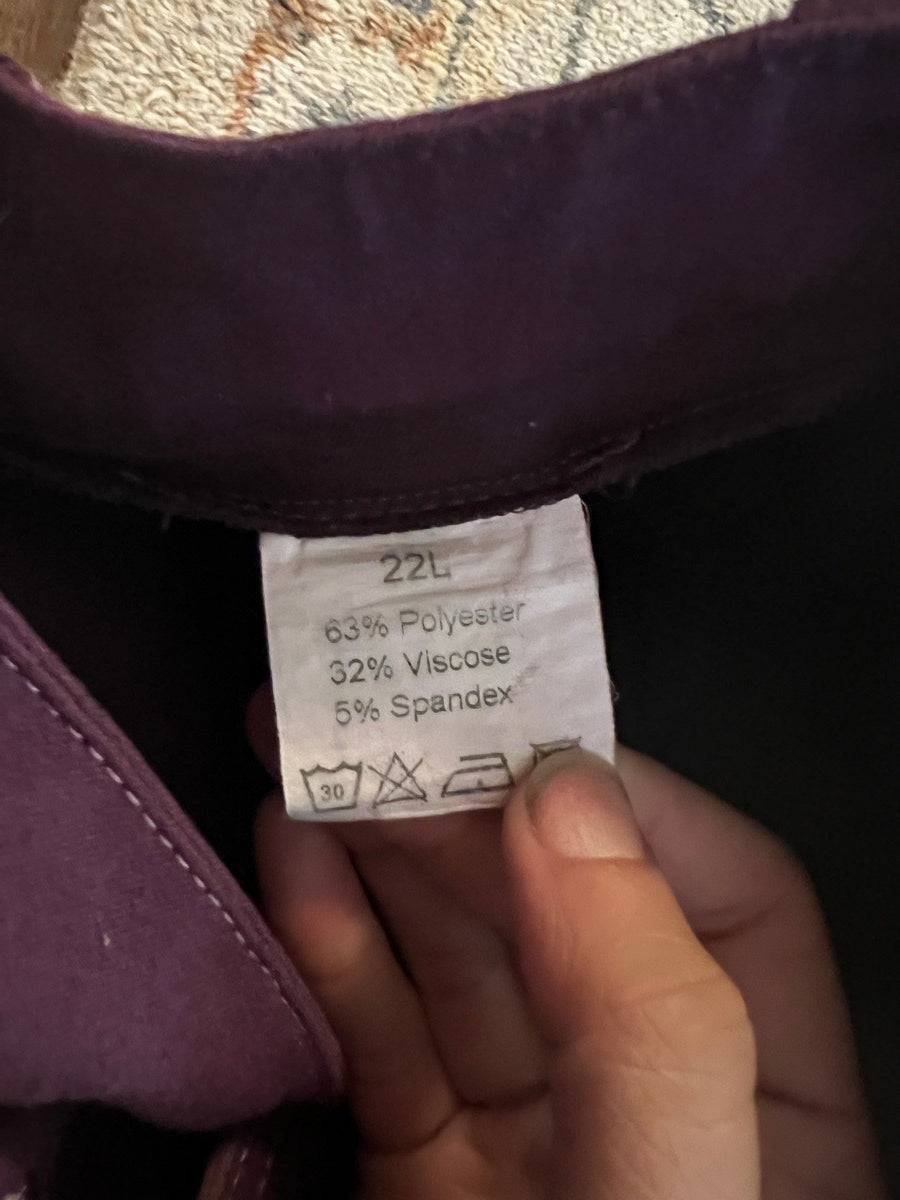 22L
63% Polyester
32% Viscose
5% Spandex
30